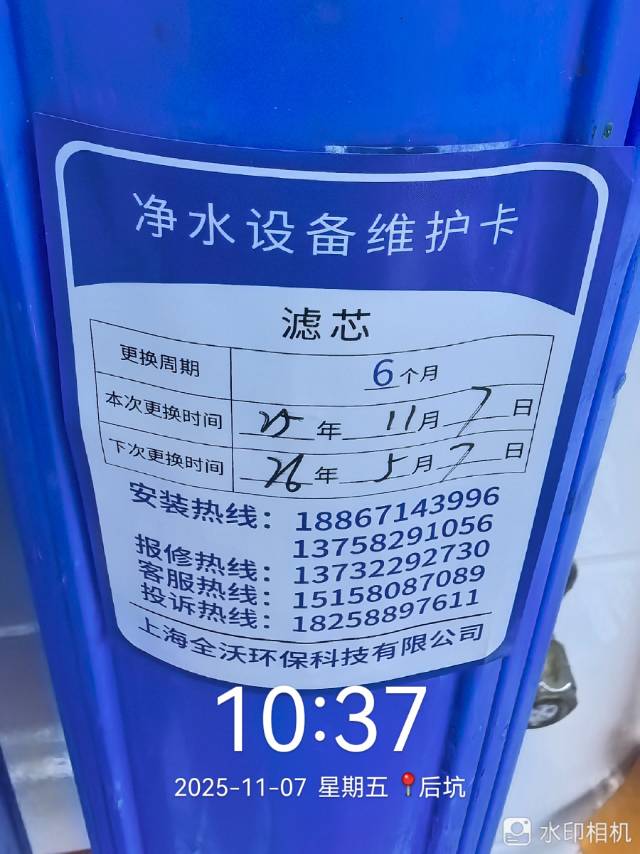 净水设备维护卡
滤芯
更换周期 6个月
本次更换时间 25年11月7日
下次更换时间 26年5月7日
安装热线：18867143996
13758291056
报修热线：13732292730
客服热线：15158087089
投诉热线：18258897611
上海全沃环保科技有限公司
10:37
2025-11-07 星期五 📍后坑
水印相机